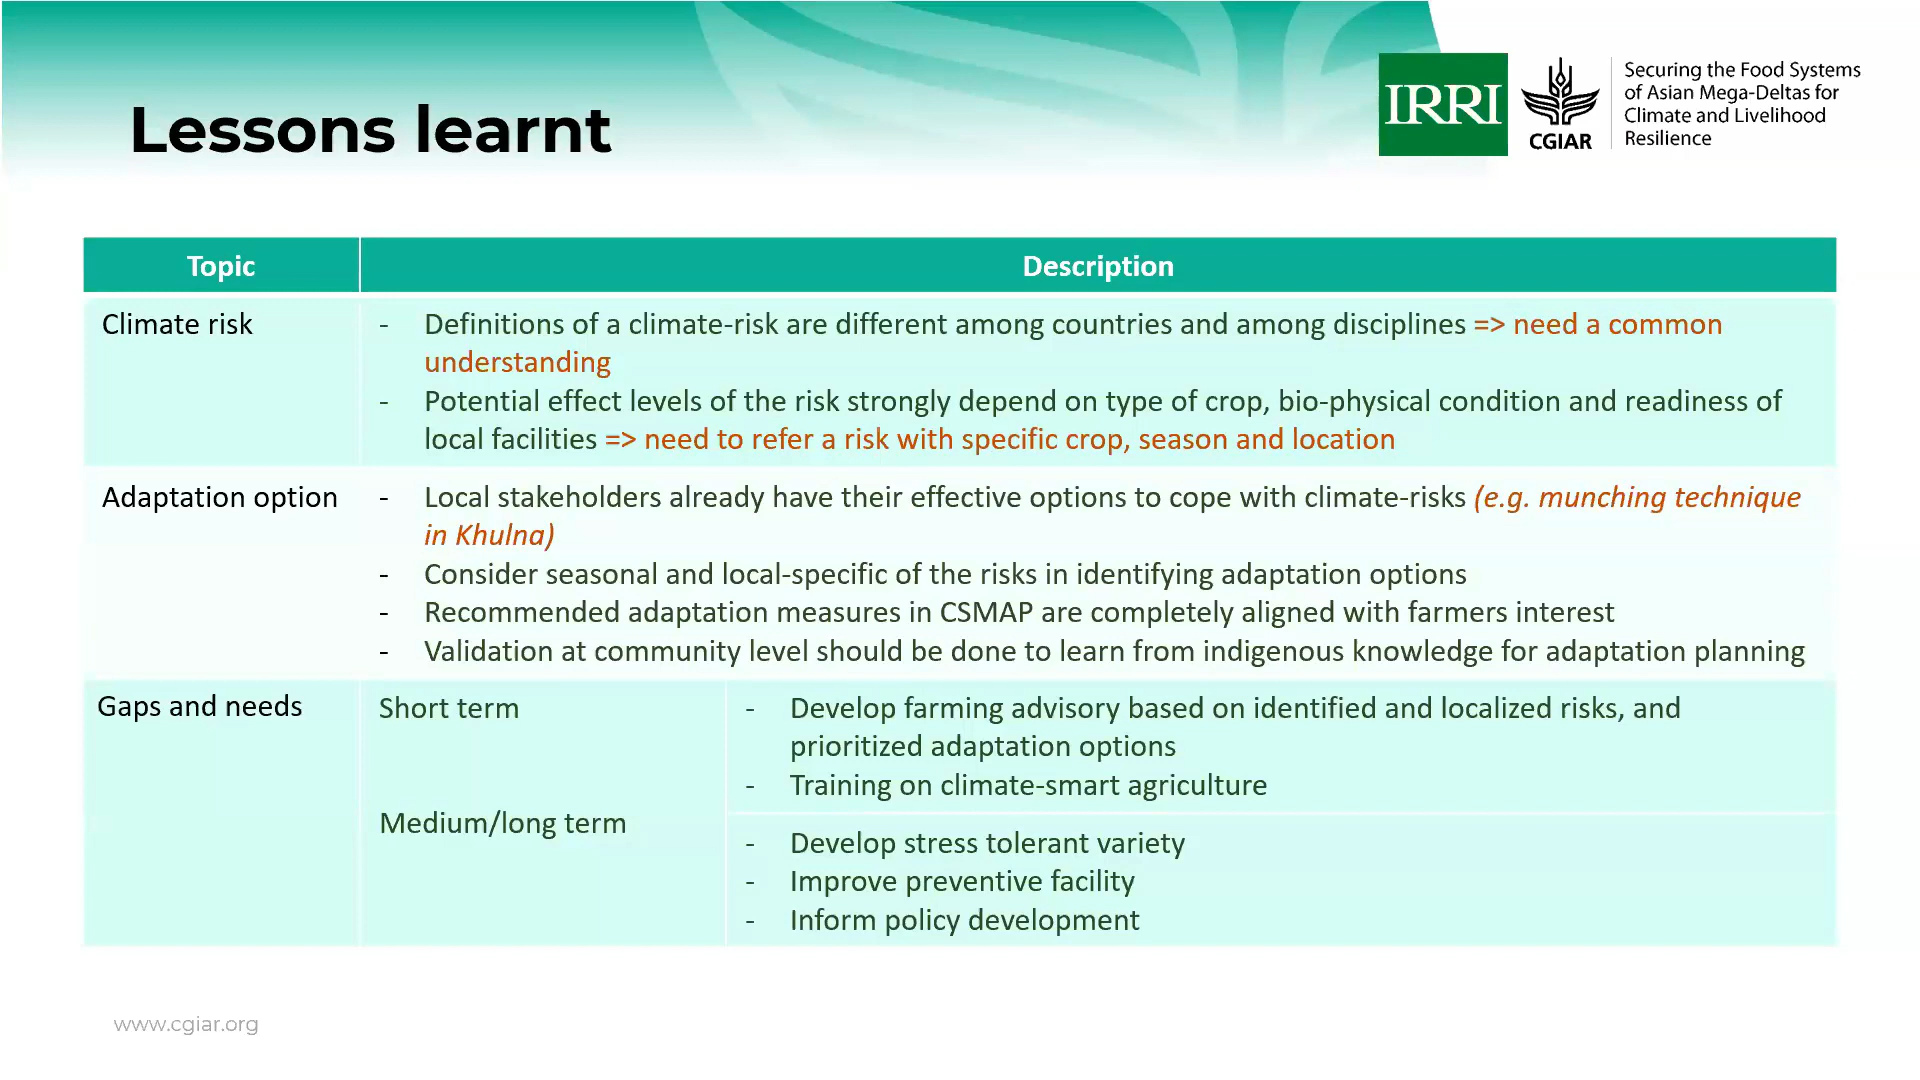 Lessons learnt
IRRI
CGIAR
Securing the Food Systems
of Asian Mega-Deltas for
Climate and Livelihood
Resilience
Topic
Description
Climate risk
- Definitions of a climate-risk are different among countries and among disciplines => need a common
understanding
- Potential effect levels of the risk strongly depend on type of crop, bio-physical condition and readiness of
local facilities => need to refer a risk with specific crop, season and location
Adaptation option
- Local stakeholders already have their effective options to cope with climate-risks (e.g. munching technique
in Khulna)
- Consider seasonal and local-specific of the risks in identifying adaptation options
- Recommended adaptation measures in CSMAP are completely aligned with farmers interest
- Validation at community level should be done to learn from indigenous knowledge for adaptation planning
Gaps and needs
Short term
- Develop farming advisory based on identified and localized risks, and
prioritized adaptation options
- Training on climate-smart agriculture
Medium/long term
- Develop stress tolerant variety
- Improve preventive facility
- Inform policy development
www.cgiar.org